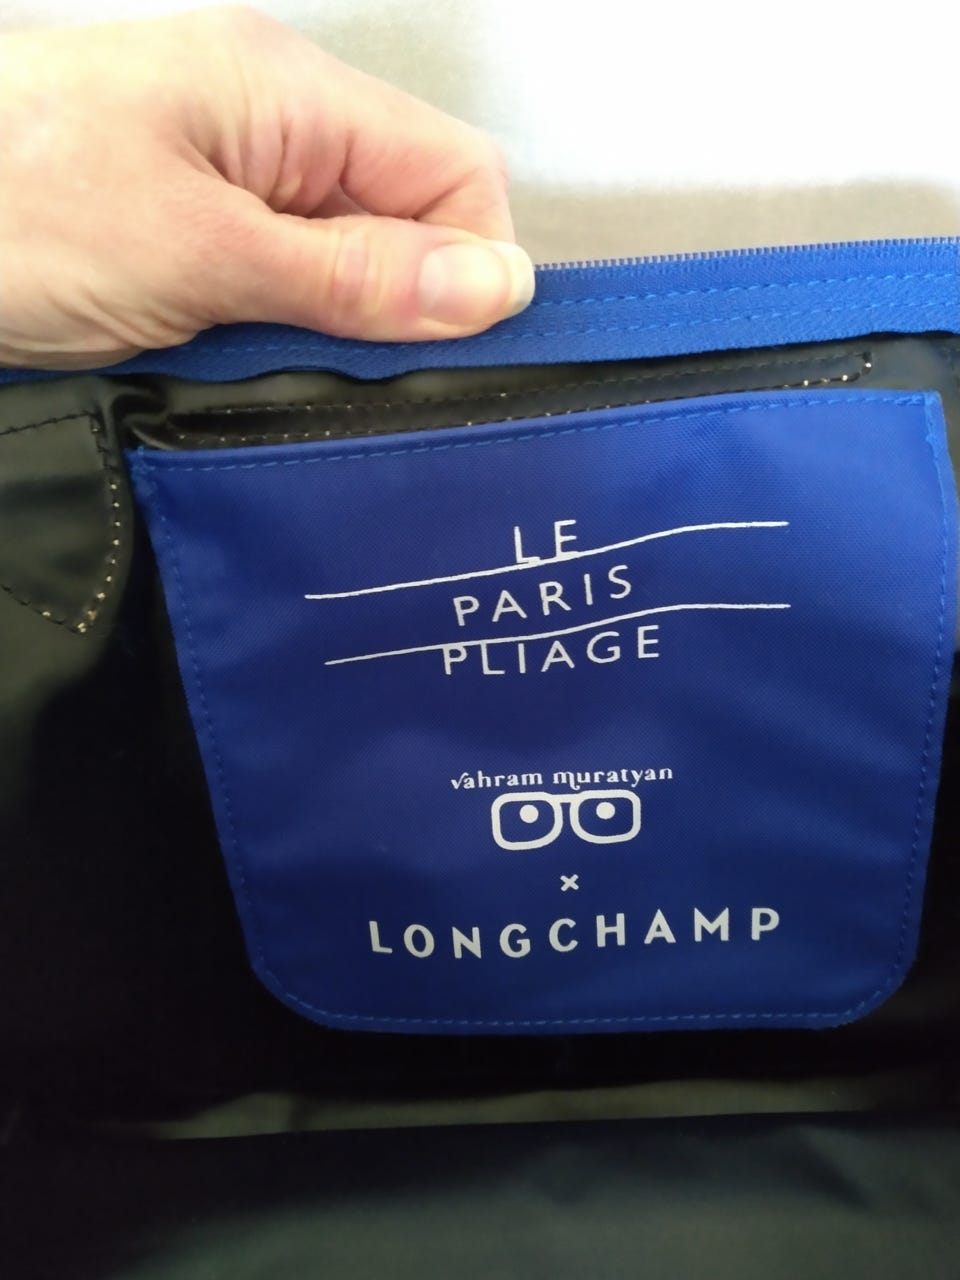 LE
PARIS
PLIAGE
vahram muratyan
x
LONGCHAMP